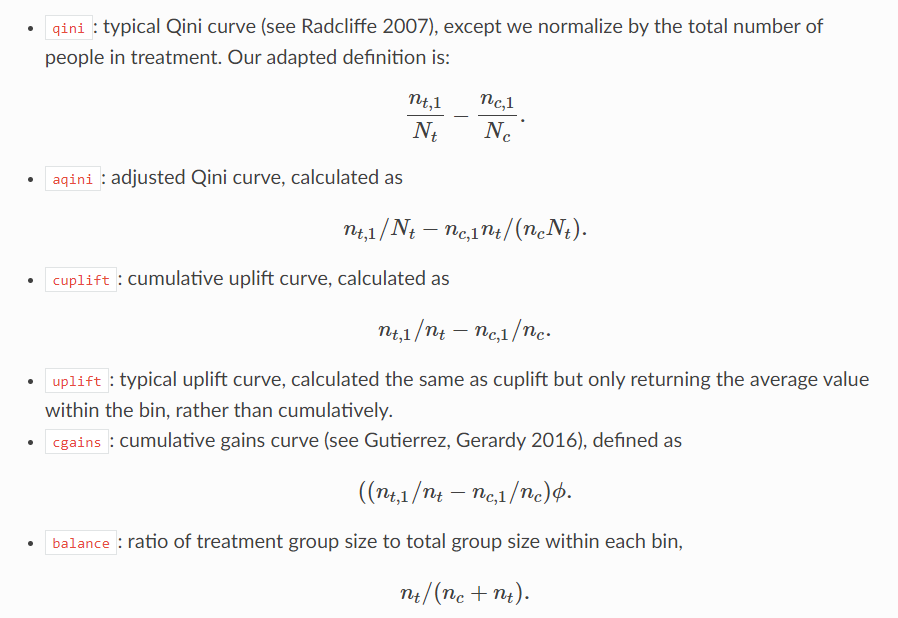 • qini : typical Qini curve (see Radcliffe 2007), except we normalize by the total number of
people in treatment. Our adapted definition is:
n_{t,1}/N_t − n_{c,1}/N_c.
• aqini : adjusted Qini curve, calculated as
n_{t,1}/N_t − n_{c,1}n_t/(n_cN_t).
• cuplift : cumulative uplift curve, calculated as
n_{t,1}/n_t − n_{c,1}/n_c.
• uplift : typical uplift curve, calculated the same as cuplift but only returning the average value
within the bin, rather than cumulatively.
• cgains : cumulative gains curve (see Gutierrez, Gerardy 2016), defined as
((n_{t,1}/n_t − n_{c,1}/n_c)ϕ.
• balance : ratio of treatment group size to total group size within each bin,
n_t/(n_c + n_t).